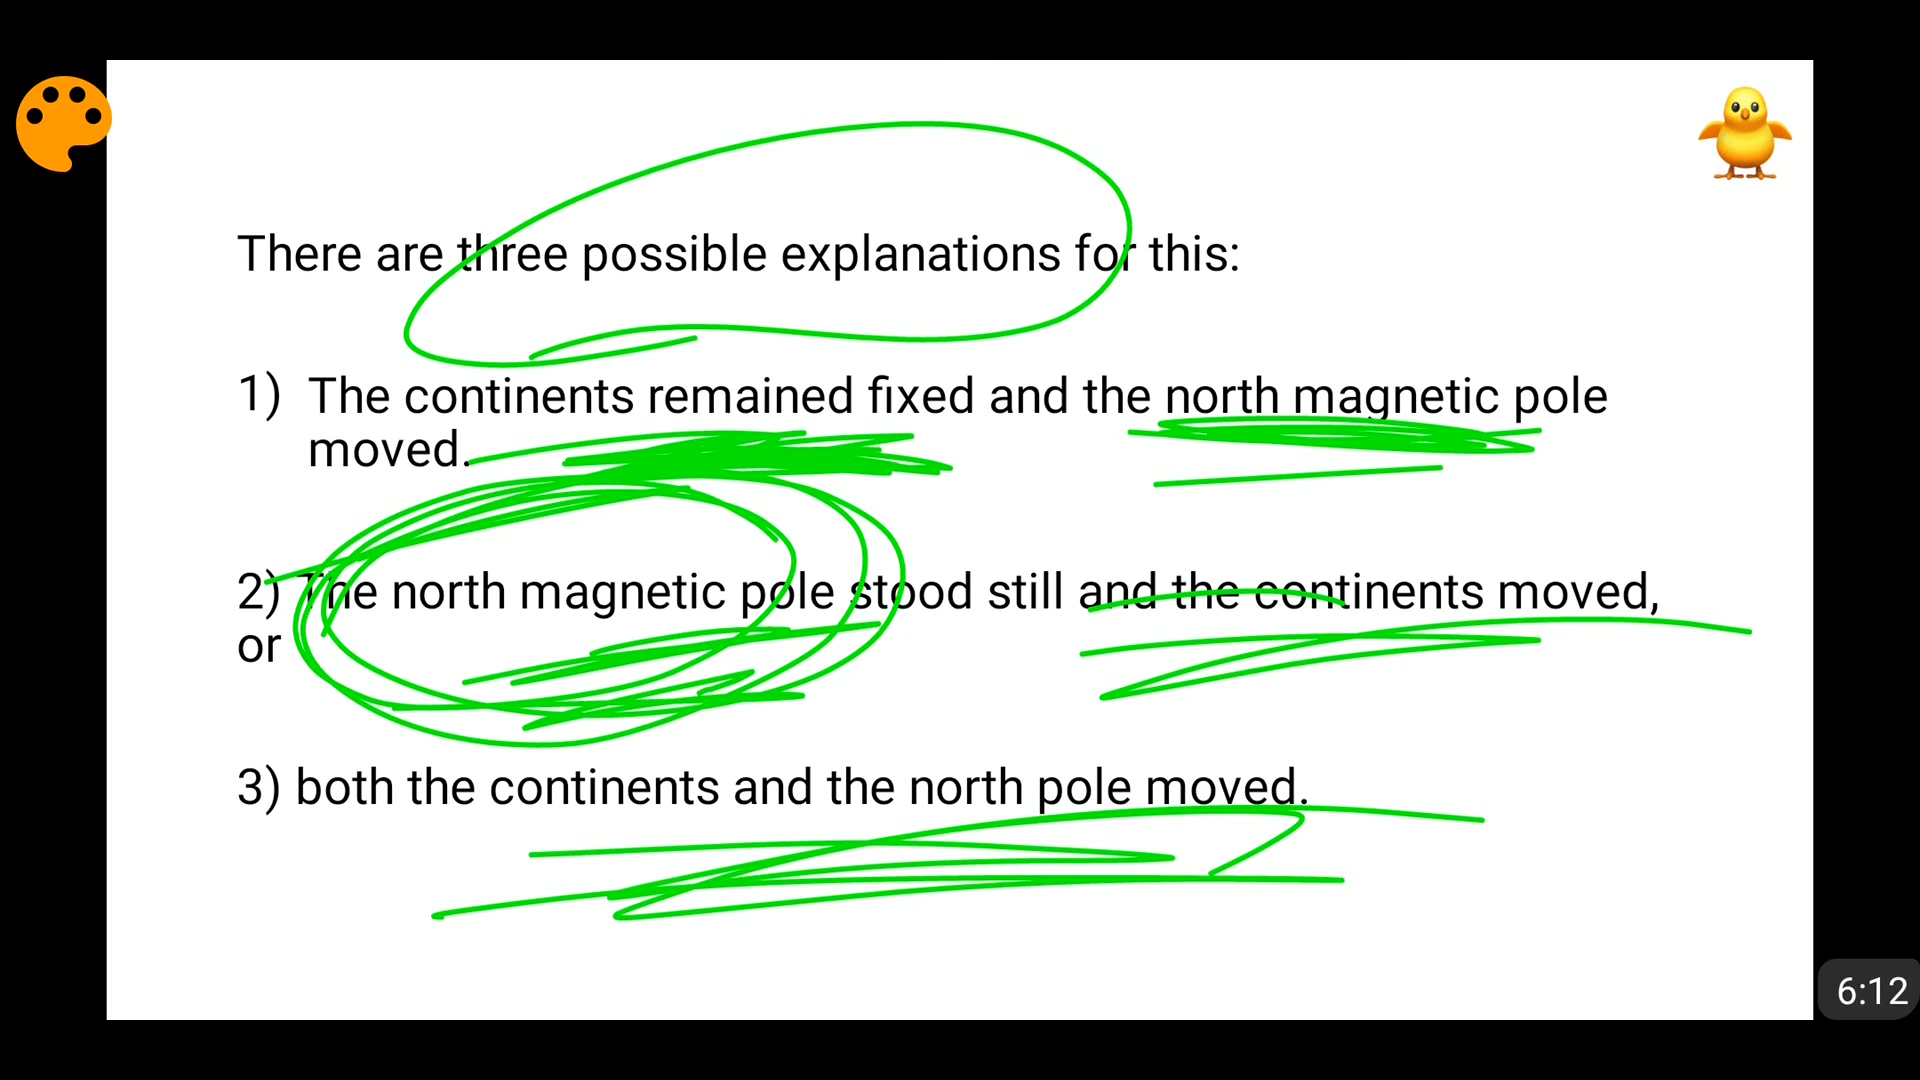 There are three possible explanations for this:
1) The continents remained fixed and the north magnetic pole
moved.
2) The north magnetic pole stood still and the continents moved,
or
3) both the continents and the north pole moved.
6:12